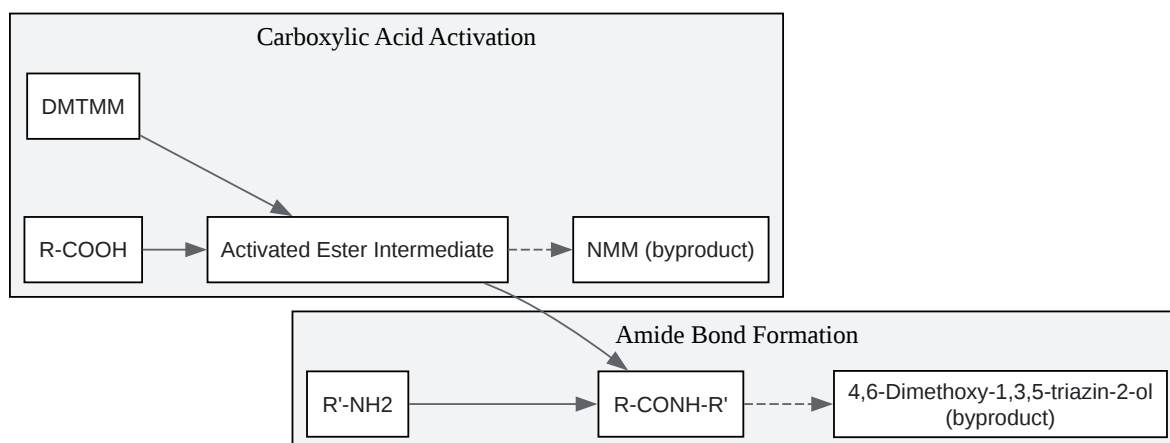 Carboxylic Acid Activation
DMTMM
R-COOH
Activated Ester Intermediate
NMM (byproduct)
Amide Bond Formation
R'-NH2
R-CONH-R'
4,6-Dimethoxy-1,3,5-triazin-2-ol
(byproduct)